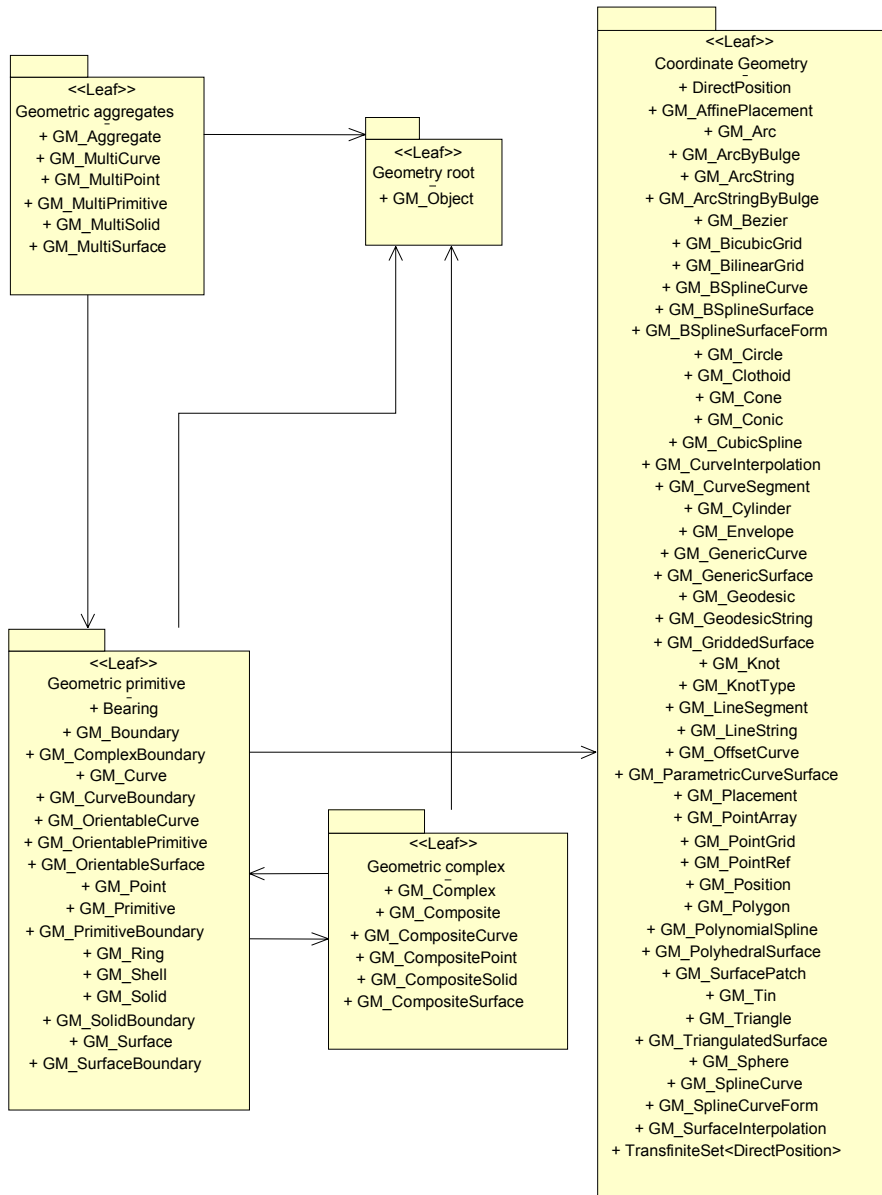 <<Leaf>>
Geometric aggregates
+ GM_Aggregate
+ GM_MultiCurve
+ GM_MultiPoint
+ GM_MultiPrimitive
+ GM_MultiSolid
+ GM_MultiSurface
<<Leaf>>
Geometry root
+ GM_Object
<<Leaf>>
Coordinate Geometry
+ DirectPosition
+ GM_AffinePlacement
+ GM_Arc
+ GM_ArcByBulge
+ GM_ArcString
+ GM_ArcStringByBulge
+ GM_Bezier
+ GM_BicubicGrid
+ GM_BilinearGrid
+ GM_BSplineCurve
+ GM_BSplineSurface
+ GM_BSplineSurfaceForm
+ GM_Circle
+ GM_Clothoid
+ GM_Cone
+ GM_Conic
+ GM_CubicSpline
+ GM_CurveInterpolation
+ GM_CurveSegment
+ GM_Cylinder
+ GM_Envelope
+ GM_GenericCurve
+ GM_GenericSurface
+ GM_Geodesic
+ GM_GeodesicString
+ GM_GriddedSurface
+ GM_Knot
+ GM_KnotType
+ GM_LineSegment
+ GM_LineString
+ GM_OffsetCurve
+ GM_ParametricCurveSurface
+ GM_Placement
+ GM_PointArray
+ GM_PointGrid
+ GM_PointRef
+ GM_Position
+ GM_Polygon
+ GM_PolynomialSpline
+ GM_PolyhedralSurface
+ GM_SurfacePatch
+ GM_Tin
+ GM_Triangle
+ GM_TriangulatedSurface
+ GM_Sphere
+ GM_SplineCurve
+ GM_SplineCurveForm
+ GM_SurfaceInterpolation
+ TransfiniteSet<DirectPosition>
<<Leaf>>
Geometric primitive
+ Bearing
+ GM_Boundary
+ GM_ComplexBoundary
+ GM_Curve
+ GM_CurveBoundary
+ GM_OrientableCurve
+ GM_OrientablePrimitive
+ GM_OrientableSurface
+ GM_Point
+ GM_Primitive
+ GM_PrimitiveBoundary
+ GM_Ring
+ GM_Shell
+ GM_Solid
+ GM_SolidBoundary
+ GM_Surface
+ GM_SurfaceBoundary
<<Leaf>>
Geometric complex
+ GM_Complex
+ GM_Composite
+ GM_CompositeCurve
+ GM_CompositePoint
+ GM_CompositeSolid
+ GM_CompositeSurface